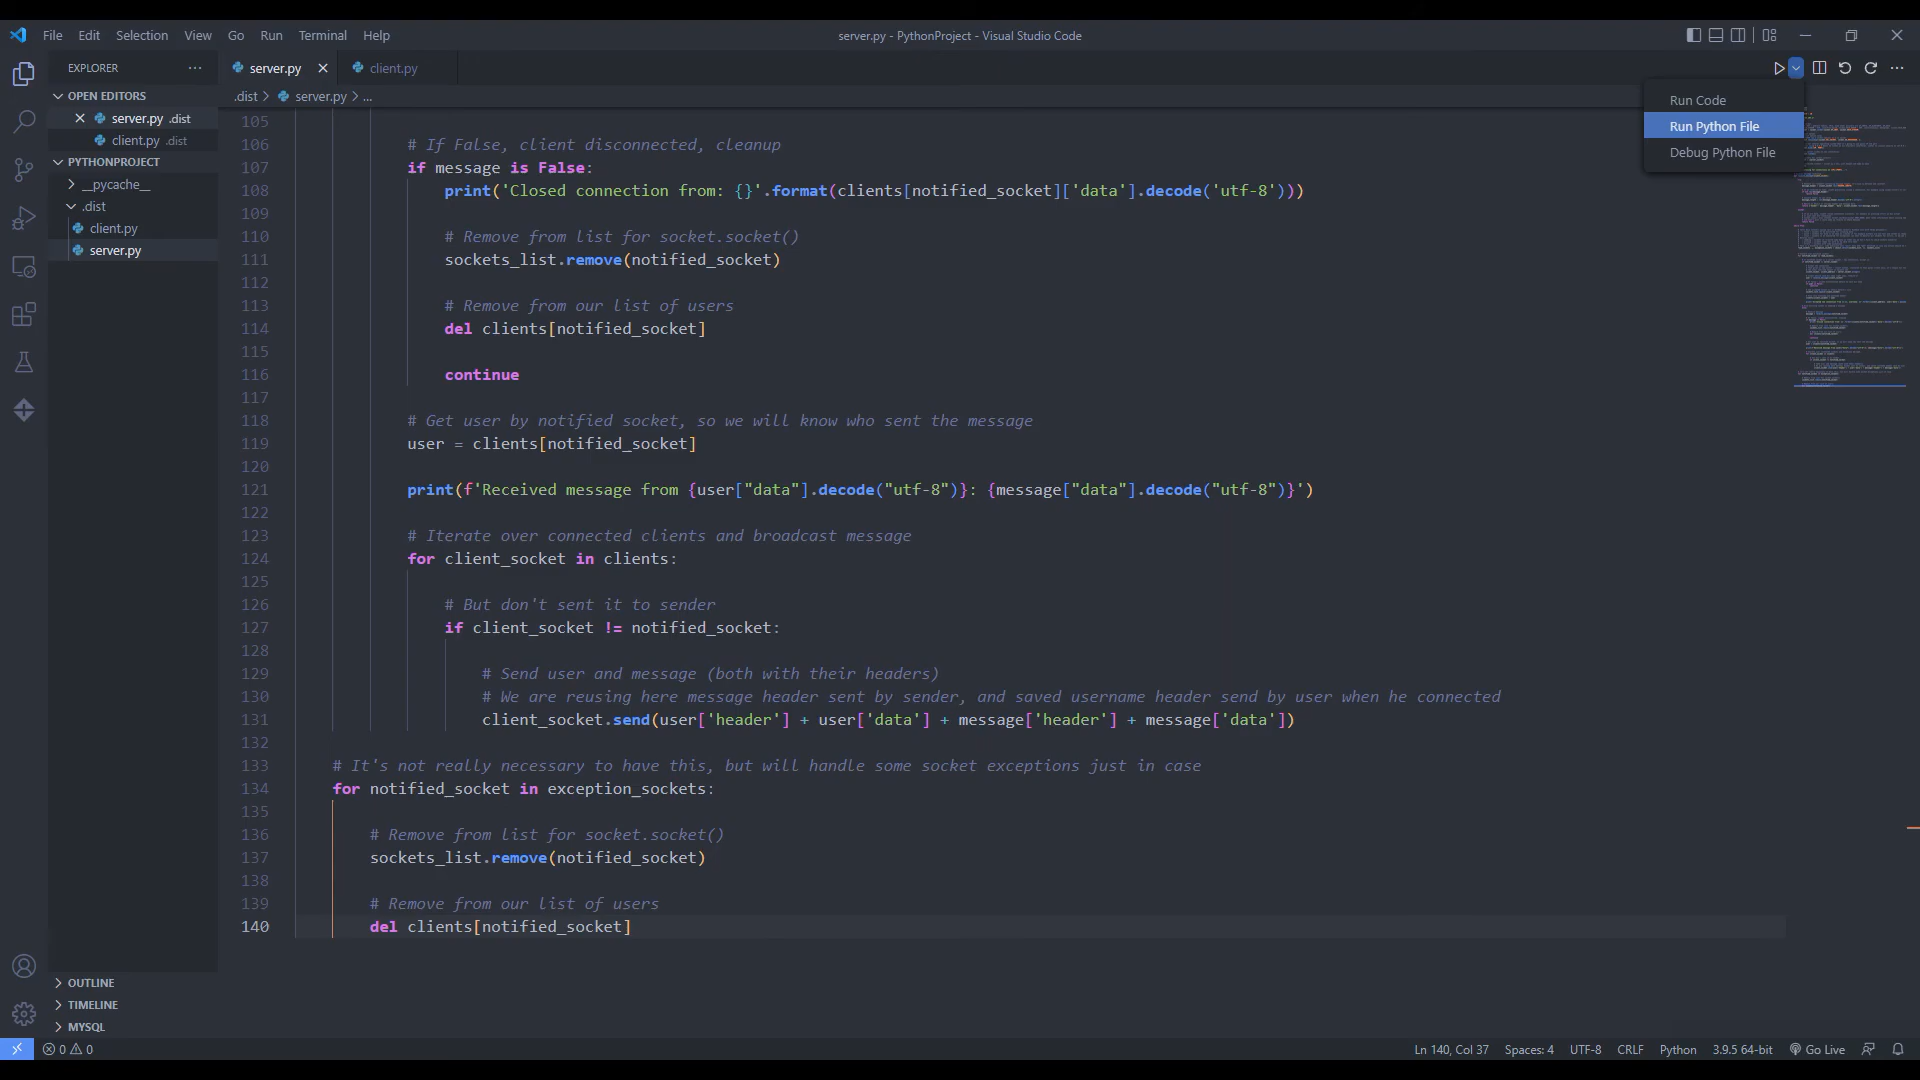 File Edit Selection View Go Run Terminal Help
server.py - PythonProject - Visual Studio Code
EXPLORER
OPEN EDITORS
server.py .dist
client.py .dist
PYTHONPROJECT
__pycache__
.dist
client.py
server.py
OUTLINE
TIMELINE
MYSQL
server.py client.py
.dist > server.py > ...
Run Code
Run Python File
Debug Python File
105
106 # If False, client disconnected, cleanup
107 if message is False:
108 print('Closed connection from: {}'.format(clients[notified_socket]['data'].decode('utf-8')))
109
110 # Remove from list for socket.socket()
111 sockets_list.remove(notified_socket)
112
113 # Remove from our list of users
114 del clients[notified_socket]
115
116 continue
117
118 # Get user by notified socket, so we will know who sent the message
119 user = clients[notified_socket]
120
121 print(f'Received message from {user["data"].decode("utf-8")}: {message["data"].decode("utf-8")}')
122
123 # Iterate over connected clients and broadcast message
124 for client_socket in clients:
125
126 # But don't sent it to sender
127 if client_socket != notified_socket:
128
129 # Send user and message (both with their headers)
130 # We are reusing here message header sent by sender, and saved username header send by user when he connected
131 client_socket.send(user['header'] + user['data'] + message['header'] + message['data'])
132
133 # It's not really necessary to have this, but will handle some socket exceptions just in case
134 for notified_socket in exception_sockets:
135
136 # Remove from list for socket.socket()
137 sockets_list.remove(notified_socket)
138
139 # Remove from our list of users
140 del clients[notified_socket]
0 0
Ln 140, Col 37 Spaces: 4 UTF-8 CRLF Python 3.9.5 64-bit Go Live